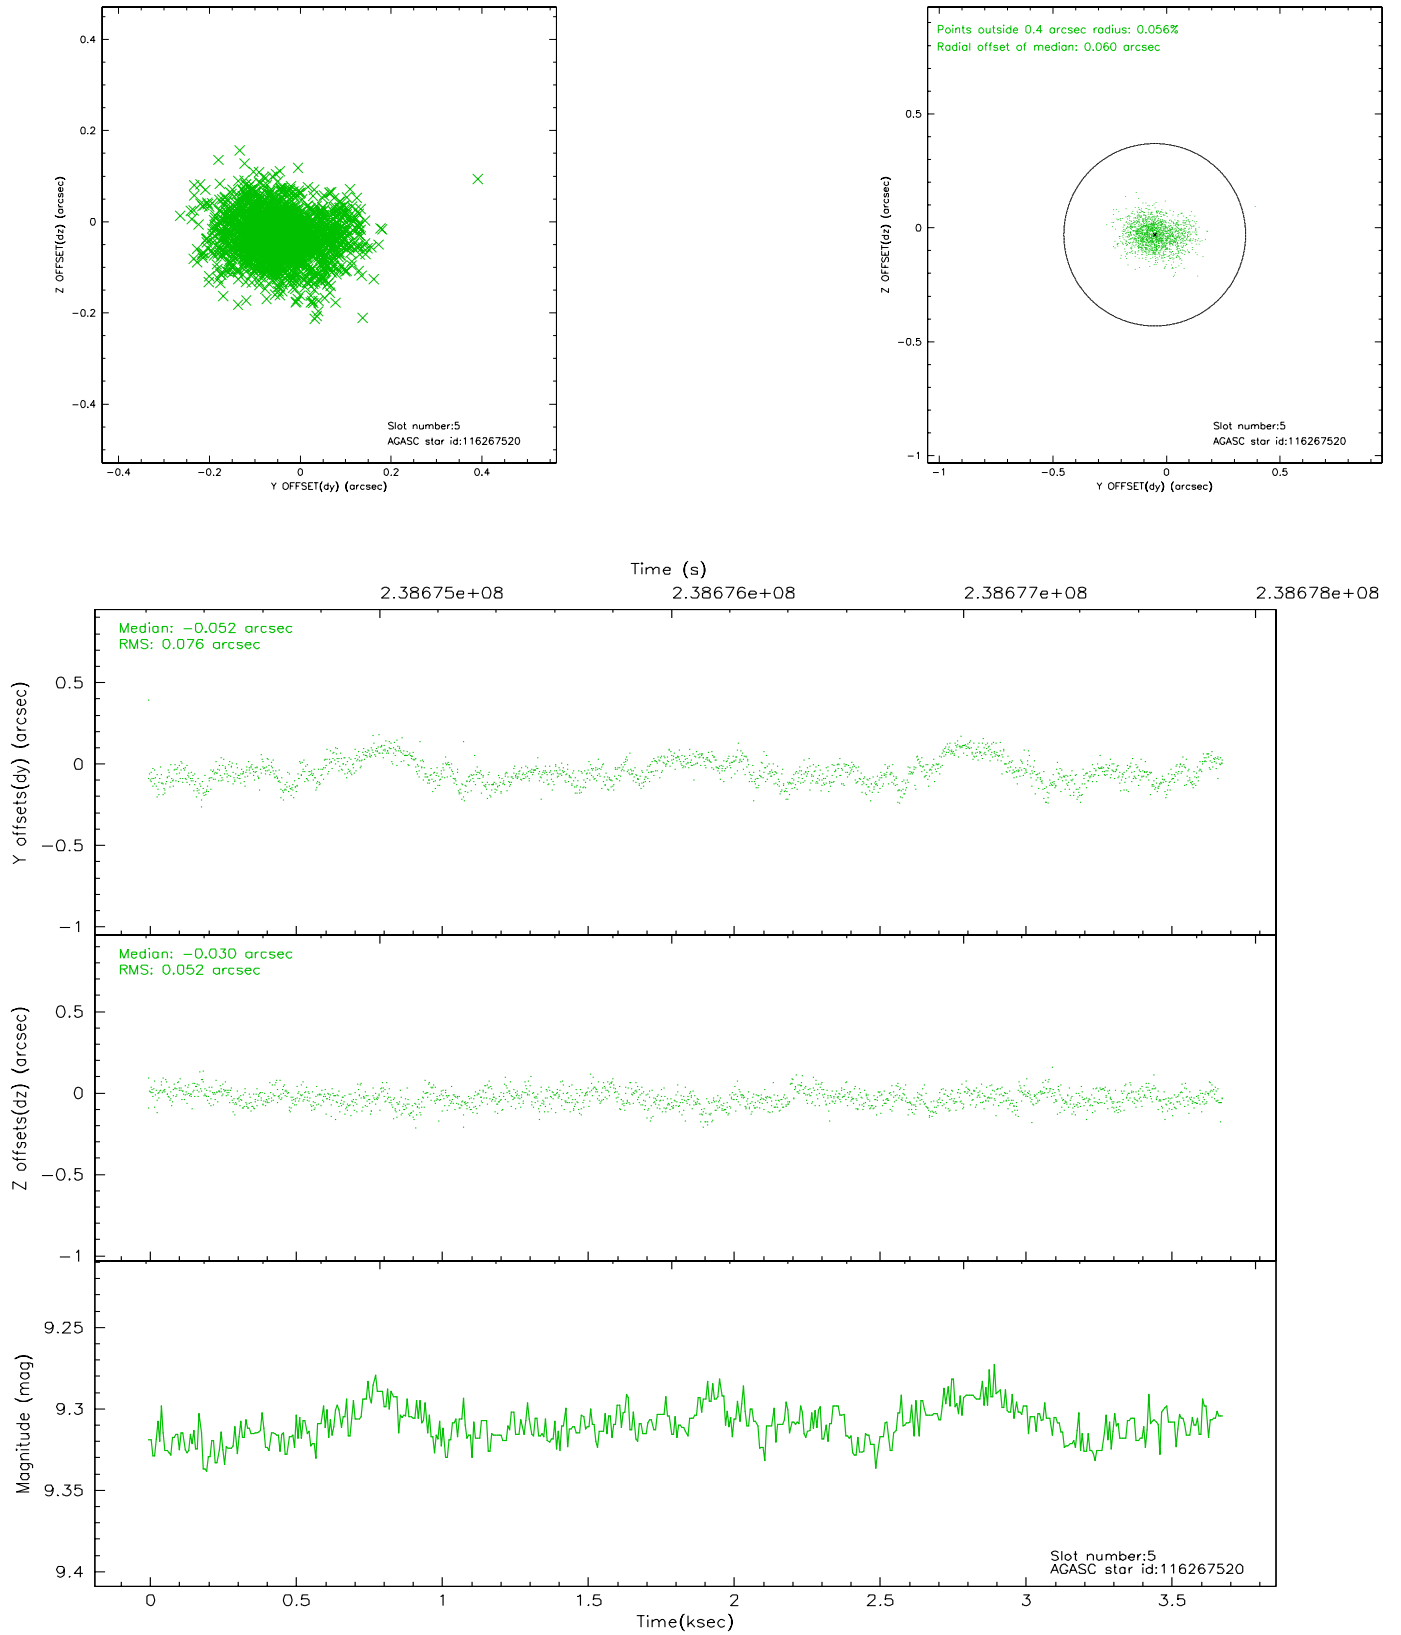 0.4
0.2
0
−0.2
−0.4
Z OFFSET(dz) (arcsec)
Slot number:5
AGASC star id:116267520
−0.4 −0.2 0 0.2 0.4
Y OFFSET(dy) (arcsec)
Points outside 0.4 arcsec radius: 0.056%
Radial offset of median: 0.060 arcsec
0.5
0
−0.5
−1
Z OFFSET(dz) (arcsec)
Slot number:5
AGASC star id:116267520
−1 −0.5 0 0.5
Y OFFSET(dy) (arcsec)
Time (s)
2.38675e+08 2.38676e+08 2.38677e+08 2.38678e+08
Median: −0.052 arcsec
RMS: 0.076 arcsec
0.5
0
−0.5
−1
Y offsets(dy) (arcsec)
Median: −0.030 arcsec
RMS: 0.052 arcsec
0.5
0
−0.5
−1
Z offsets(dz) (arcsec)
9.25
9.3
9.35
9.4
Magnitude (mag)
Slot number:5
AGASC star id:116267520
0 0.5 1 1.5 2 2.5 3 3.5
Time(ksec)